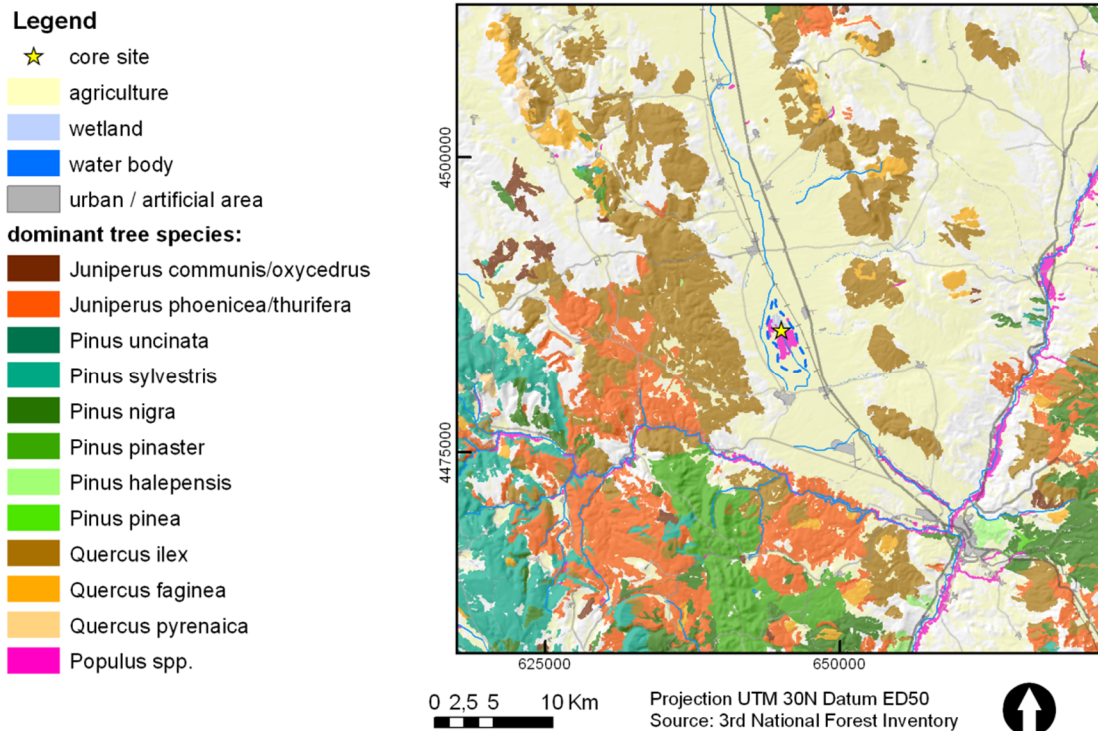 Legend
core site
agriculture
wetland
water body
urban / artificial area
dominant tree species:
Juniperus communis/oxycedrus
Juniperus phoenicea/thurifera
Pinus uncinata
Pinus sylvestris
Pinus nigra
Pinus pinaster
Pinus halepensis
Pinus pinea
Quercus ilex
Quercus faginea
Quercus pyrenaica
Populus spp.
4500000
4475000
625000
650000
0 2,5 5 10 Km
Projection UTM 30N Datum ED50
Source: 3rd National Forest Inventory